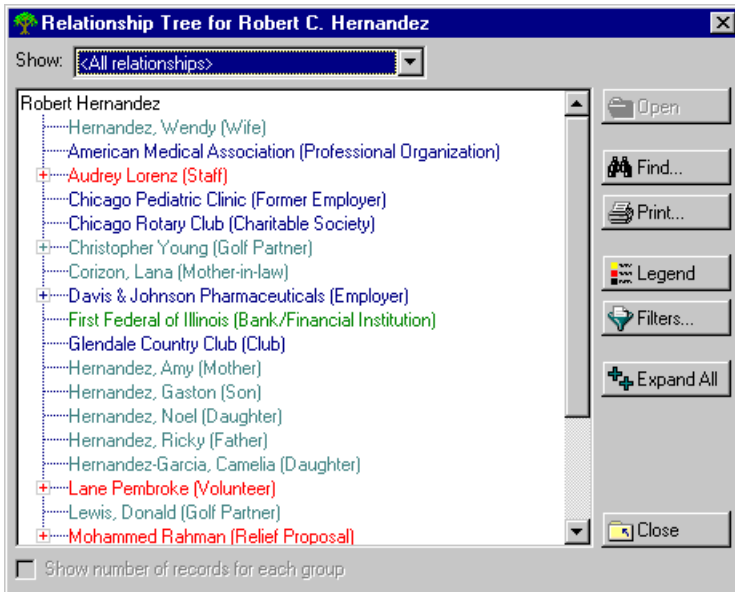 Relationship Tree for Robert C. Hernandez
Show: <All relationships>
Robert Hernandez
Hernandez, Wendy (Wife)
American Medical Association (Professional Organization)
Audrey Lorenz (Staff)
Chicago Pediatric Clinic (Former Employer)
Chicago Rotary Club (Charitable Society)
Christopher Young (Golf Partner)
Corizon, Lana (Mother-in-law)
Davis & Johnson Pharmaceuticals (Employer)
First Federal of Illinois (Bank/Financial Institution)
Glendale Country Club (Club)
Hernandez, Amy (Mother)
Hernandez, Gaston (Son)
Hernandez, Noel (Daughter)
Hernandez, Ricky (Father)
Hernandez-Garcia, Camelia (Daughter)
Lane Pembroke (Volunteer)
Lewis, Donald (Golf Partner)
Mohammed Rahman (Relief Proposal)
Open
Find...
Print...
Legend
Filters...
Expand All
Close
Show number of records for each group